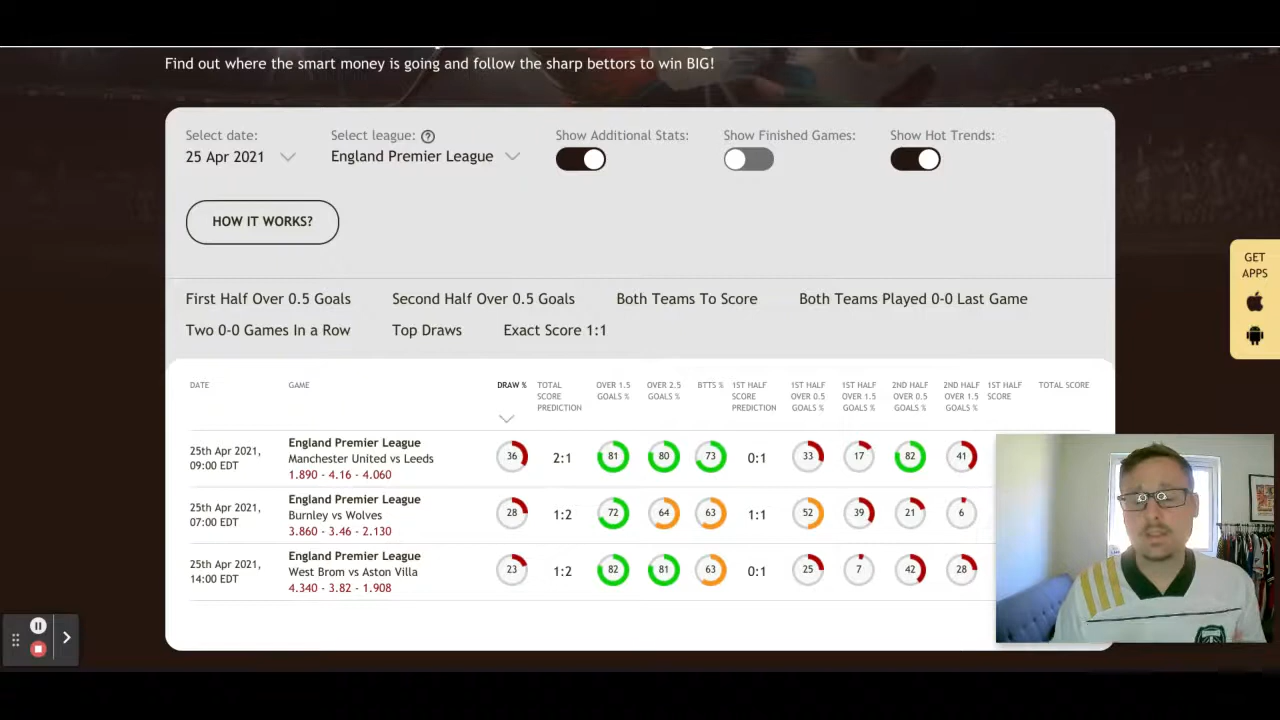 Find out where the smart money is going and follow the sharp bettors to win BIG!
Select date:
25 Apr 2021
Select league: ?
England Premier League
Show Additional Stats:
Show Finished Games:
Show Hot Trends:
HOW IT WORKS?
GET
APPS
First Half Over 0.5 Goals
Second Half Over 0.5 Goals
Both Teams To Score
Both Teams Played 0-0 Last Game
Two 0-0 Games In a Row
Top Draws
Exact Score 1:1
DATE
GAME
DRAW %
TOTAL
SCORE
PREDICTION
OVER 1.5
GOALS %
OVER 2.5
GOALS %
BTTS %
1ST HALF
SCORE
PREDICTION
1ST HALF
OVER 0.5
GOALS %
1ST HALF
OVER 1.5
GOALS %
2ND HALF
OVER 0.5
GOALS %
2ND HALF
OVER 1.5
GOALS %
1ST HALF
SCORE
TOTAL SCORE
25th Apr 2021,
09:00 EDT
England Premier League
Manchester United vs Leeds
1.890 - 4.16 - 4.060
36
2:1
81
80
73
0:1
33
17
82
41
25th Apr 2021,
07:00 EDT
England Premier League
Burnley vs Wolves
3.860 - 3.46 - 2.130
28
1:2
72
64
63
1:1
52
39
21
6
25th Apr 2021,
14:00 EDT
England Premier League
West Brom vs Aston Villa
4.340 - 3.82 - 1.908
23
1:2
82
81
63
0:1
25
7
42
28